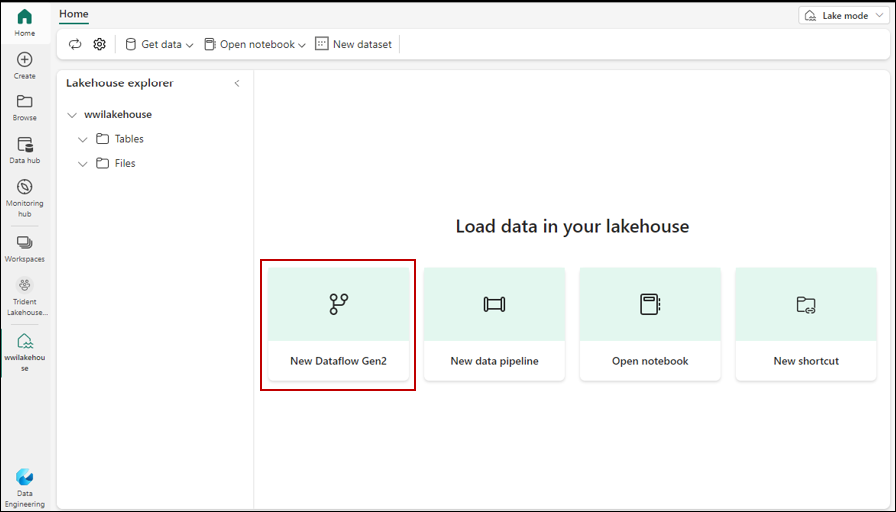 Home
Create
Browse
Data hub
Monitoring
hub
Workspaces
Trident
Lakehouse...
wwilakeho
use
Data
Engineering
Home
Lake mode
Get data
Open notebook
New dataset
Lakehouse explorer
wwilakehouse
Tables
Files
Load data in your lakehouse
New Dataflow Gen2
New data pipeline
Open notebook
New shortcut